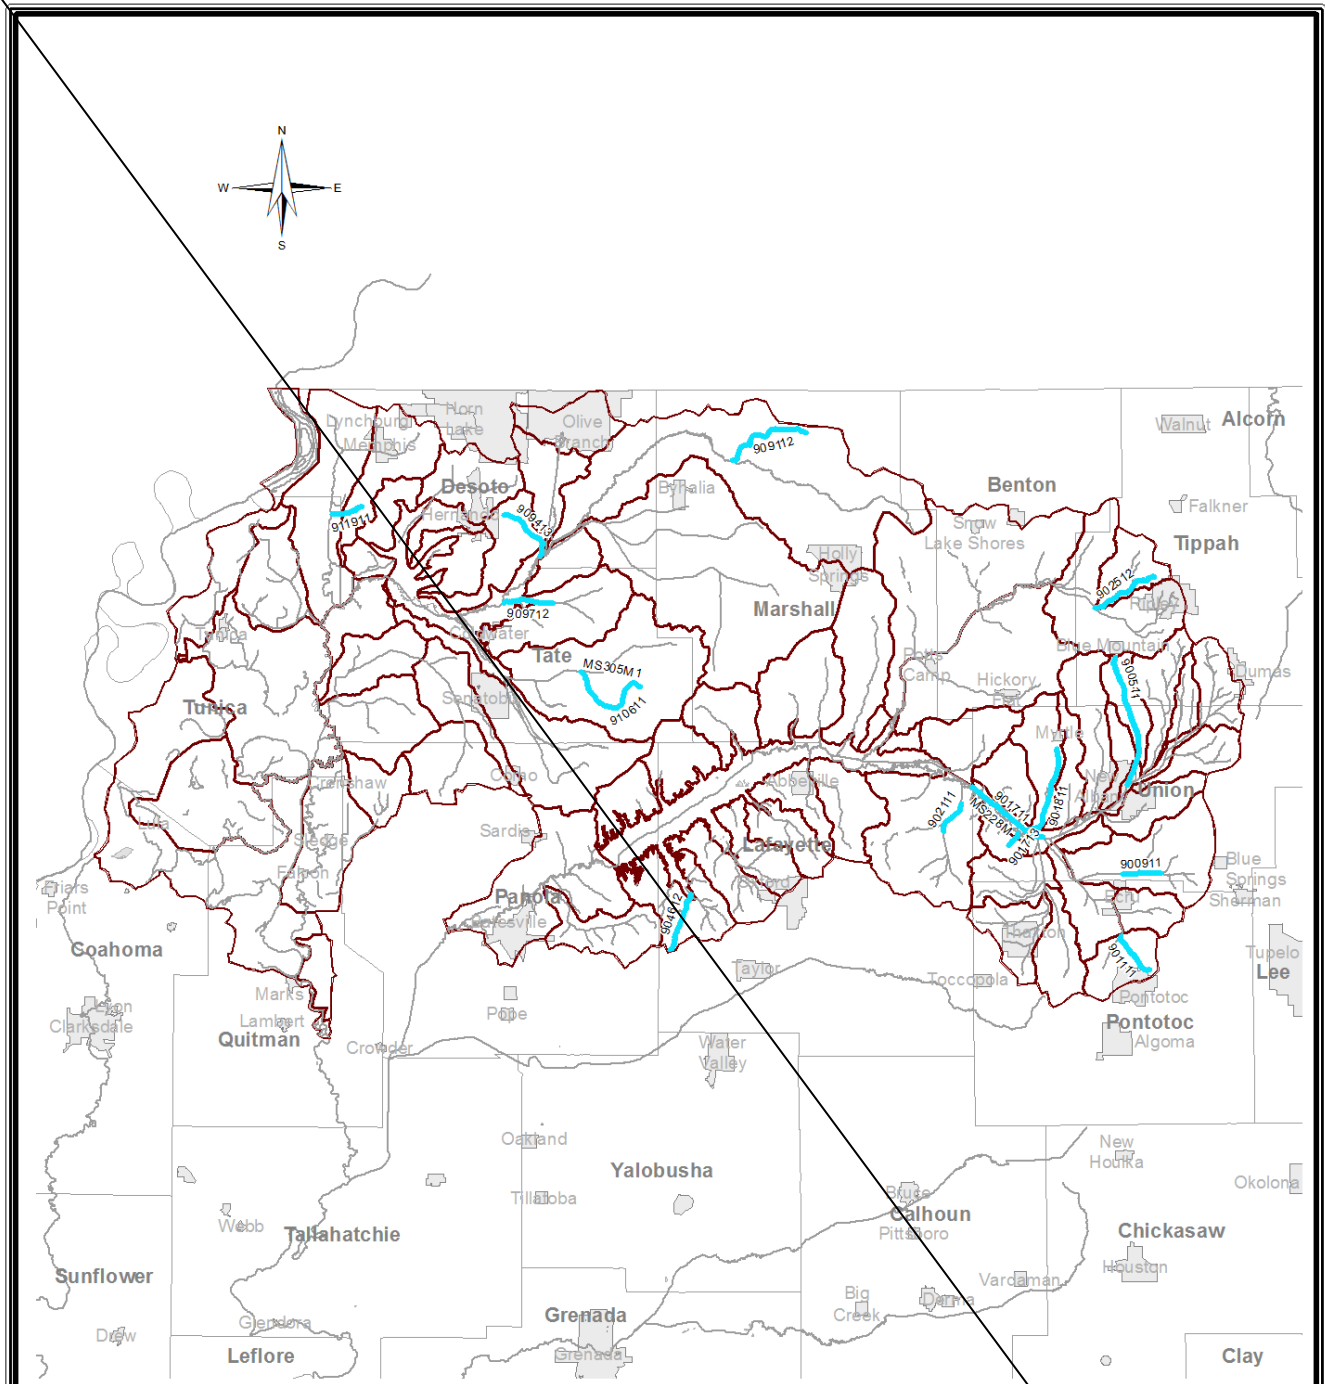 N
W
E
S
Horn
Lake
Olive
Branch
Lynchburg
Memphis
Walnut
Alcorn
909112
Desoto
Byhalia
Benton
Hernando
909413
911911
Falkner
Snow
Lake Shores
Tippah
Holly
Springs
902512
Ripley
909712
Marshall
Tunica
Coldwater
Tate
Blue Mountain
MS305M1
Potts
Camp
900541
Dumas
Hickory
Flat
Senatobia
910611
Tunica
Myrtle
Como
Crenshaw
Abbeville
New
Albany
Union
901711
901811
902111
MS228M
Lula
Sardis
Sledge
Lafayette
901713
Blue
Springs
900911
Falcon
Friars
Point
Panola
Oxford
Ecru
Sherman
Batesville
904612
Thaxton
Coahoma
901111
Tupelo
Taylor
Toccopola
Lee
Marks
Pontotoc
Lyon
Clarksdale
Pope
Lambert
Pontotoc
Quitman
Crowder
Water
Valley
Algoma
Oakland
New
Houlka
Yalobusha
Okolona
Tillatoba
Bruce
Webb
Calhoun
Pittsboro
Tallahatchie
Chickasaw
Houston
Sunflower
Vardaman
Big
Creek
Derma
Glendora
Grenada
Drew
Leflore
Grenada
Clay